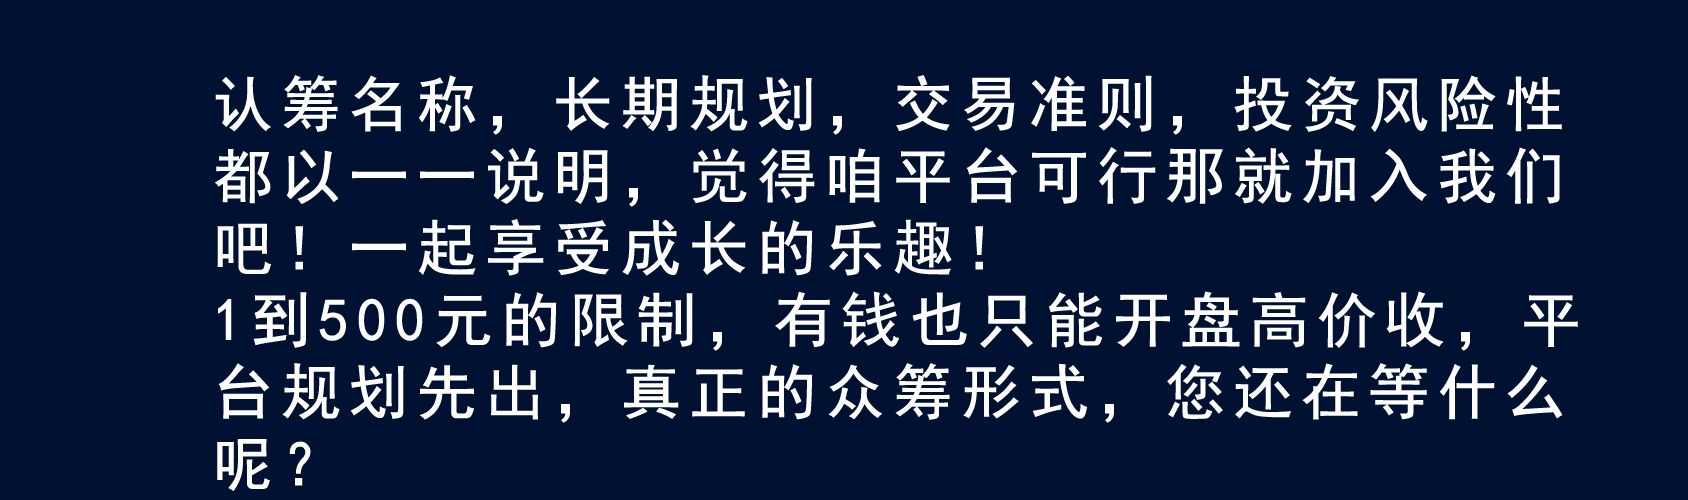 认筹名称，长期规划，交易准则，投资风险性
都以一一说明，觉得咱平台可行那就加入我们
吧！一起享受成长的乐趣！
1到500元的限制，有钱也只能开盘高价收，平
台规划先出，真正的众筹形式，您还在等什么
呢？